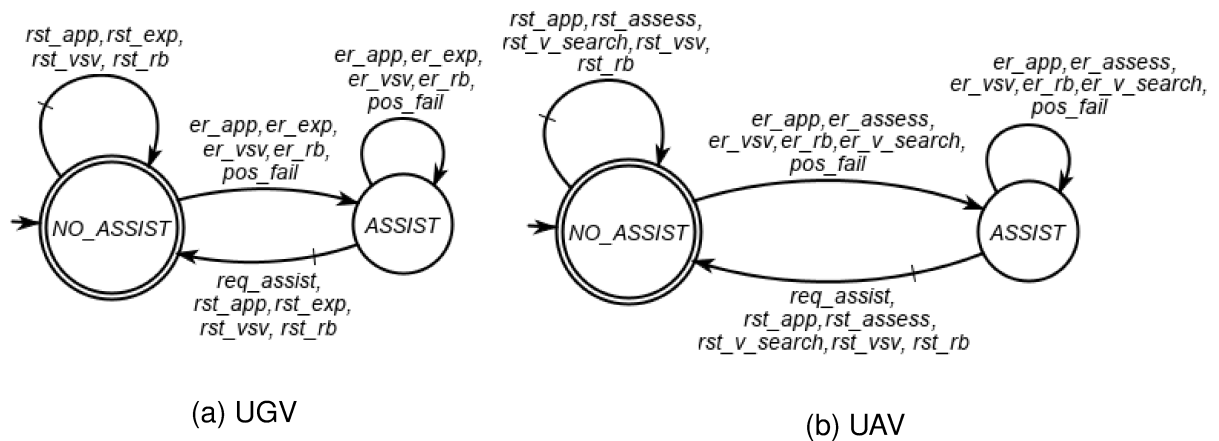 rst_app, rst_exp,
rst_vsv, rst_rb
er_app, er_exp,
er_vsv, er_rb,
pos_fail
er_app, er_exp,
er_vsv, er_rb,
pos_fail
NO_ASSIST
ASSIST
req_assist,
rst_app, rst_exp,
rst_vsv, rst_rb
(a) UGV
rst_app, rst_assess,
rst_v_search, rst_vsv,
rst_rb
er_app, er_assess,
er_vsv, er_rb, er_v_search,
pos_fail
er_app, er_assess,
er_vsv, er_rb, er_v_search,
pos_fail
NO_ASSIST
ASSIST
req_assist,
rst_app, rst_assess,
rst_v_search, rst_vsv, rst_rb
(b) UAV